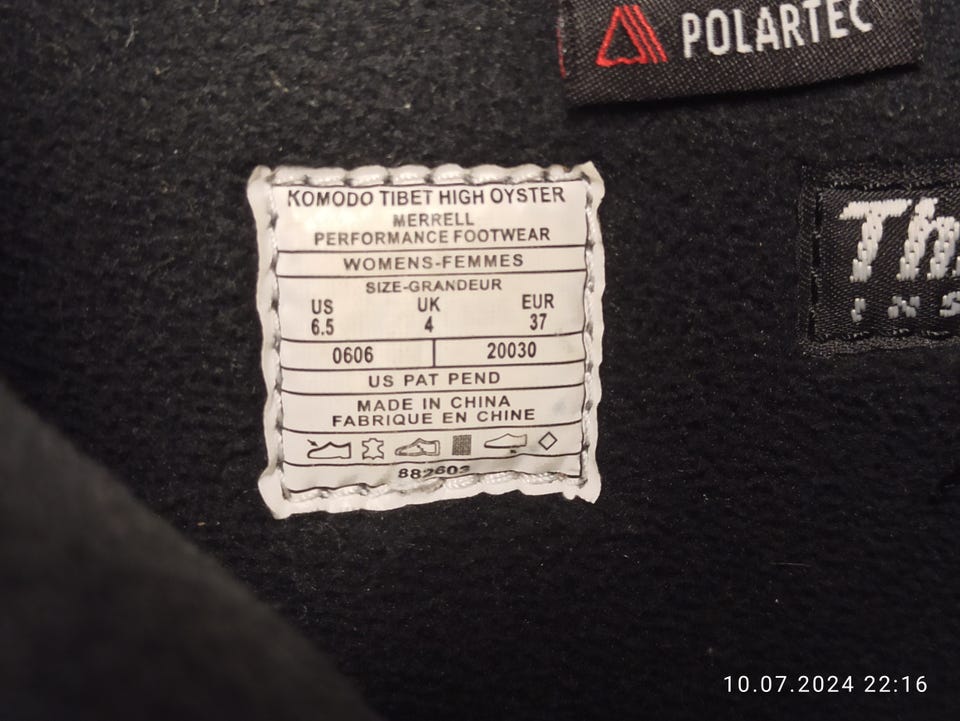 POLARTEC
KOMODO TIBET HIGH OYSTER
MERRELL
PERFORMANCE FOOTWEAR
WOMENS-FEMMES
SIZE-GRANDEUR
US UK EUR
6.5 4 37
0606 20030
US PAT PEND
MADE IN CHINA
FABRIQUE EN CHINE
10.07.2024 22:16